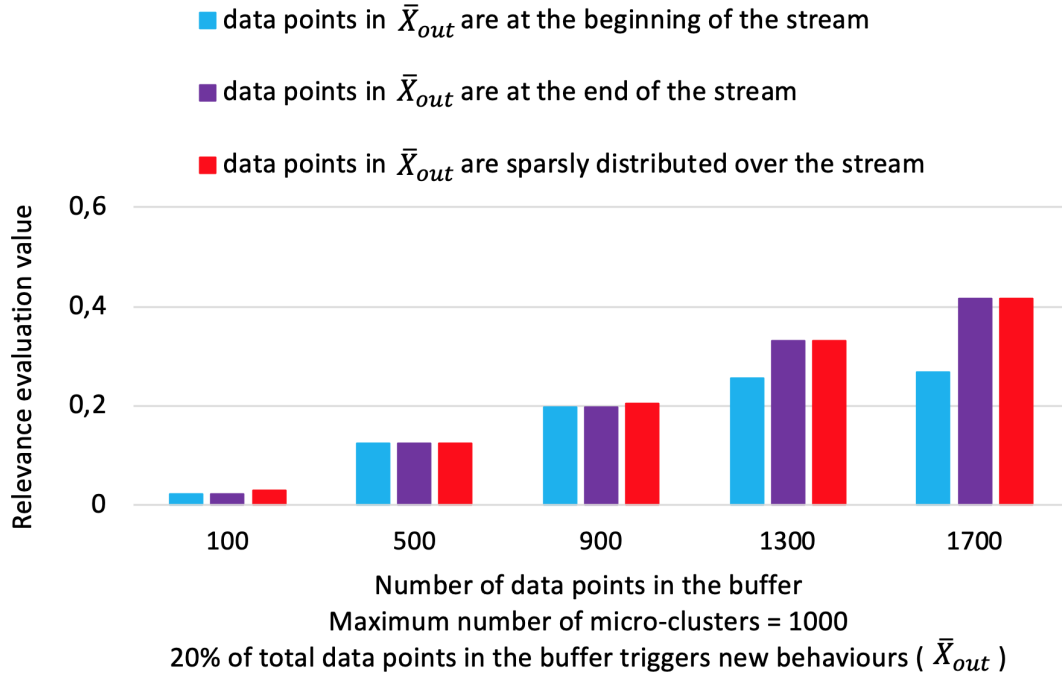 data points in X̄out are at the beginning of the stream
data points in X̄out are at the end of the stream
data points in X̄out are sparsly distributed over the stream
Relevance evaluation value
0,6
0,4
0,2
0
100 500 900 1300 1700
Number of data points in the buffer
Maximum number of micro-clusters = 1000
20% of total data points in the buffer triggers new behaviours ( X̄out )